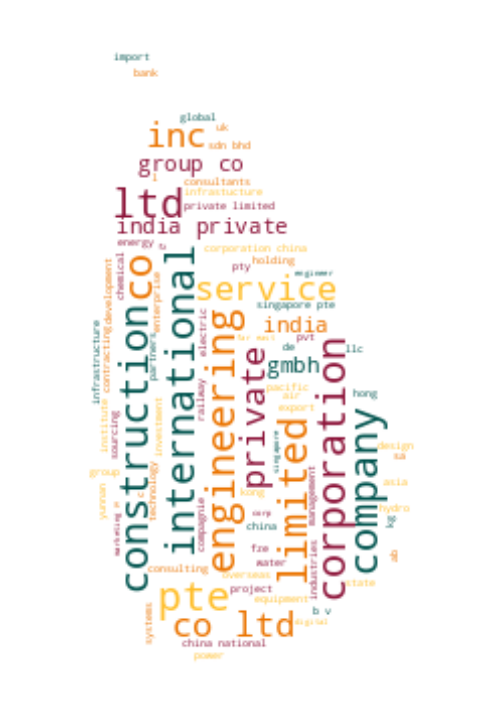 import
bank
global
uk
inc
sdn bhd
group co
consultants
infrastucture
ltd
private limited
india private
energy
corporation china
holding
pty
chemical
co
engineer
enterprise
international
service
development
singapore pte
india
electric
far east
pvt
de
llc
infrastructure
contracting
construction
partners
engineering
private
gmbh
corporation
pacific
air
export
hong
railway
company
institute
sourcing
investment
limited
singapore
design
sa
group
technology
kong
management
asia
yunnan
compagnie
corp
hydro
kg
marketing
china
fze
water
industries
consulting
overseas
state
project
pte
equipment
b v
systems
co ltd
digital
china national
power